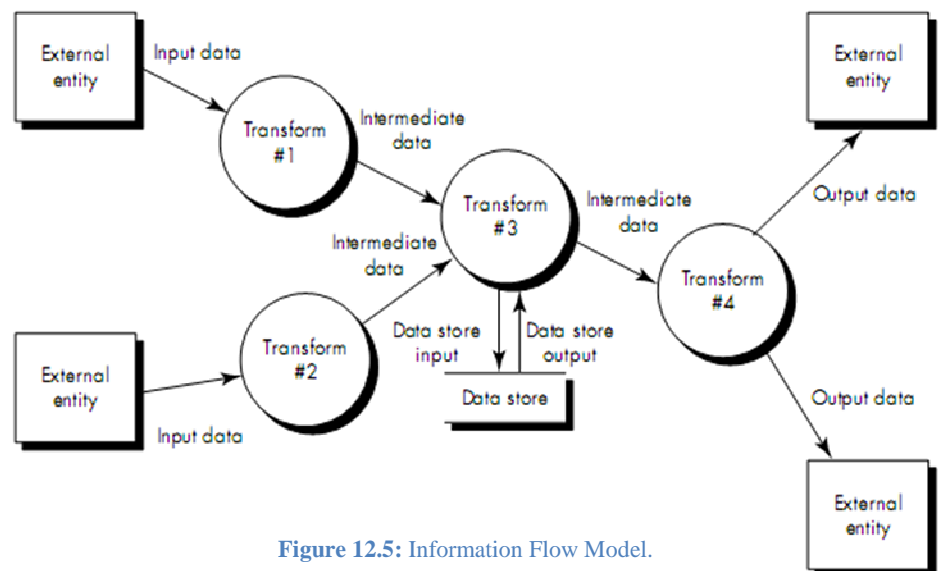 External
entity
Input data
Transform
#1
Intermediate
data
External
entity
Output data
Transform
#3
Intermediate
data
Intermediate
data
Transform
#4
External
entity
Input data
Transform
#2
Data store
input
Data store
output
Data store
Output data
External
entity
Figure 12.5: Information Flow Model.